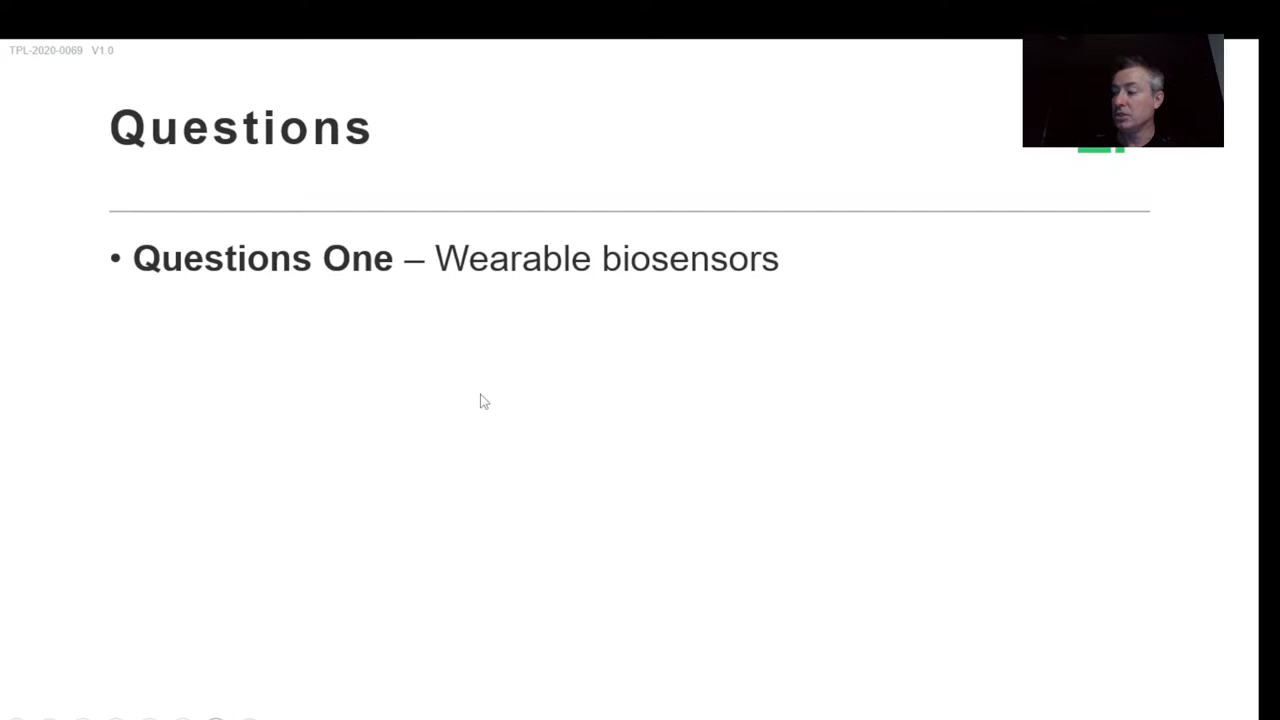 TPL-2020-0069 V1.0
Questions
• Questions One – Wearable biosensors